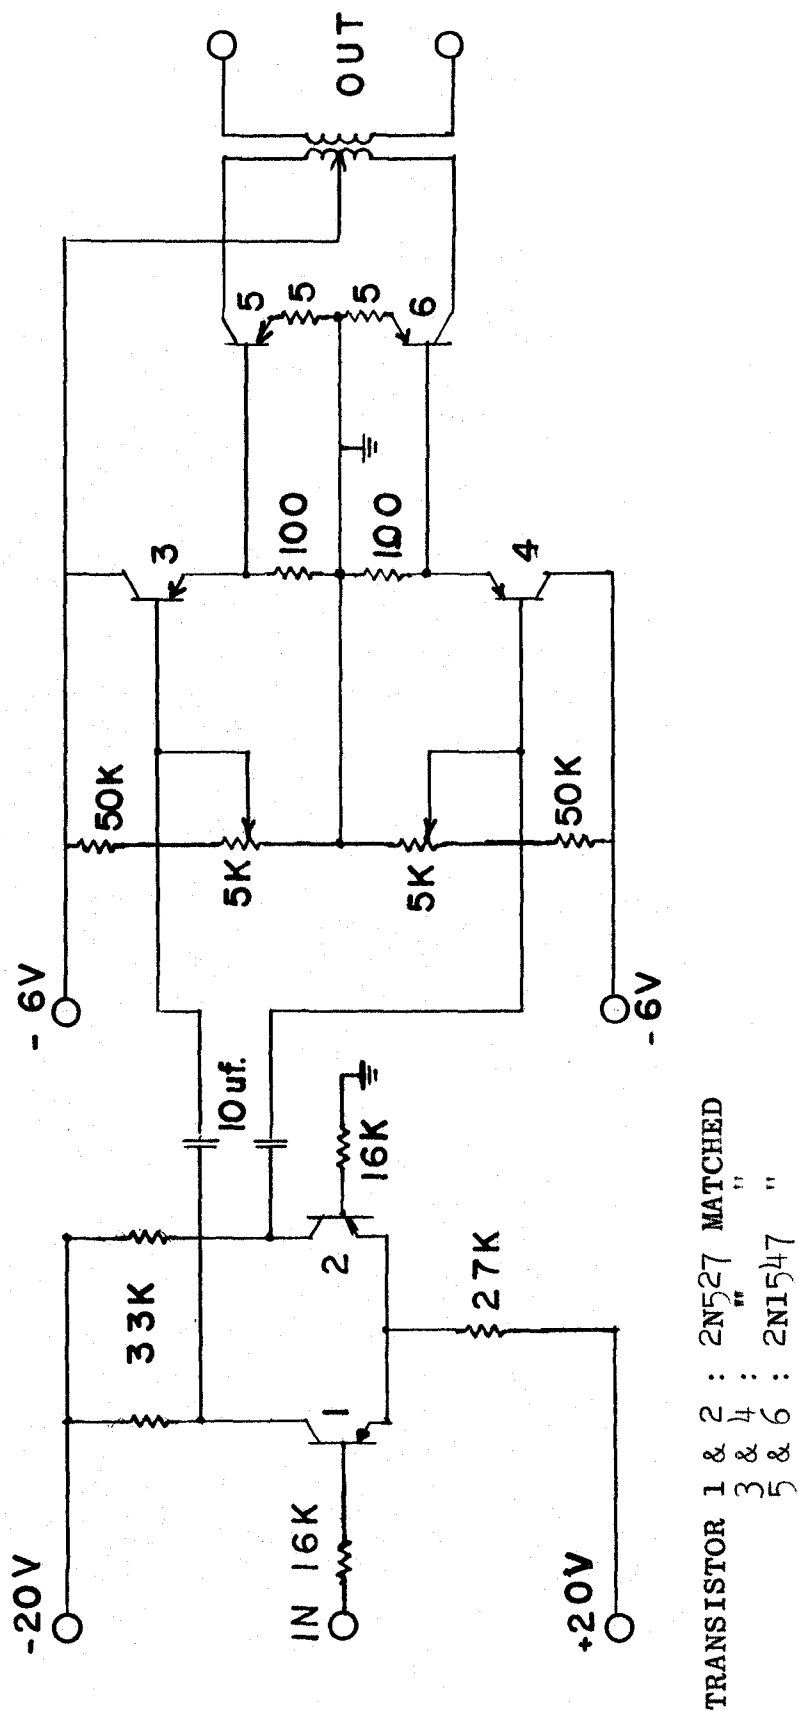 -20V
-6V
50K
33K
3
10uf.
5K
5
100
5
IN 16K
1
2
OUT
5
16K
100
5K
6
27K
4
50K
+20V
-6V
TRANSISTOR 1 & 2 : 2N527 MATCHED
3 & 4 : " "
5 & 6 : 2N1547 "